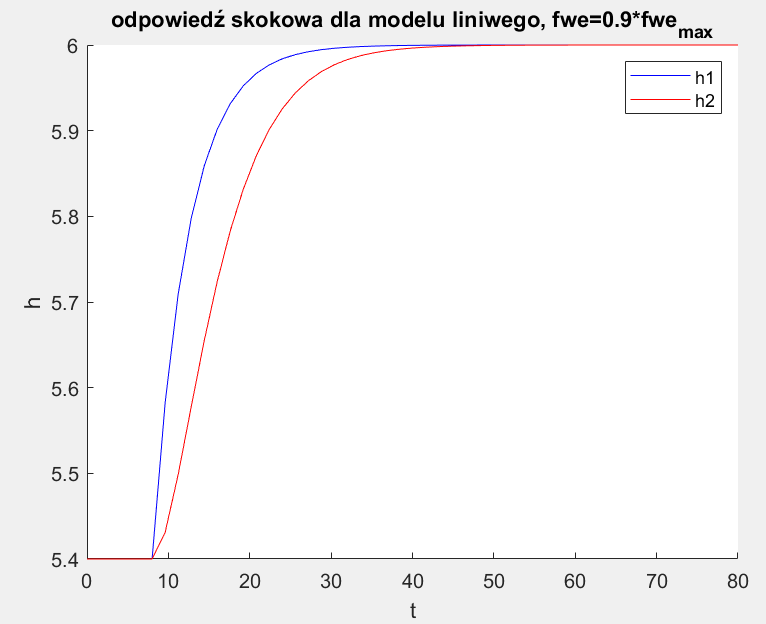 odpowiedź skokowa dla modelu liniwego, fwe=0.9*fwe_max
h1
h2
6
5.9
5.8
5.7
5.6
5.5
5.4
h
0 10 20 30 40 50 60 70 80
t